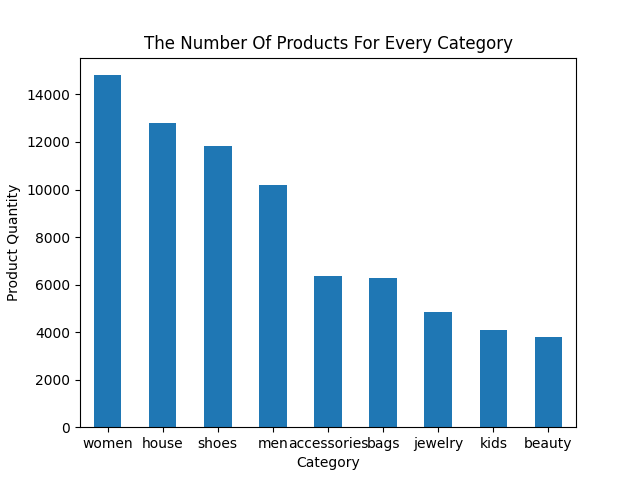 The Number Of Products For Every Category
Product Quantity
14000
12000
10000
8000
6000
4000
2000
0
women house shoes men accessories bags jewelry kids beauty
Category